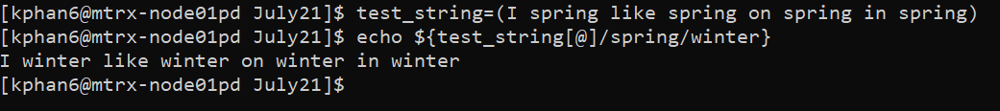 [kphan6@mtrx-node01pd July21]$ test_string=(I spring like spring on spring in spring)
[kphan6@mtrx-node01pd July21]$ echo ${test_string[@]/spring/winter}
I winter like winter on winter in winter
[kphan6@mtrx-node01pd July21]$